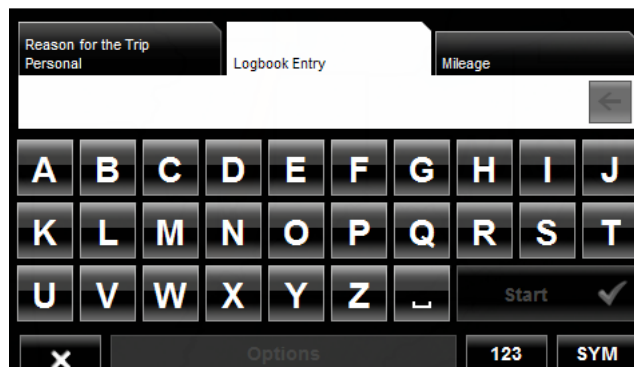 Reason for the Trip
Personal
Logbook Entry
Mileage
A B C D E F G H I J
K L M N O P Q R S T
U V W X Y Z Start
Options 123 SYM